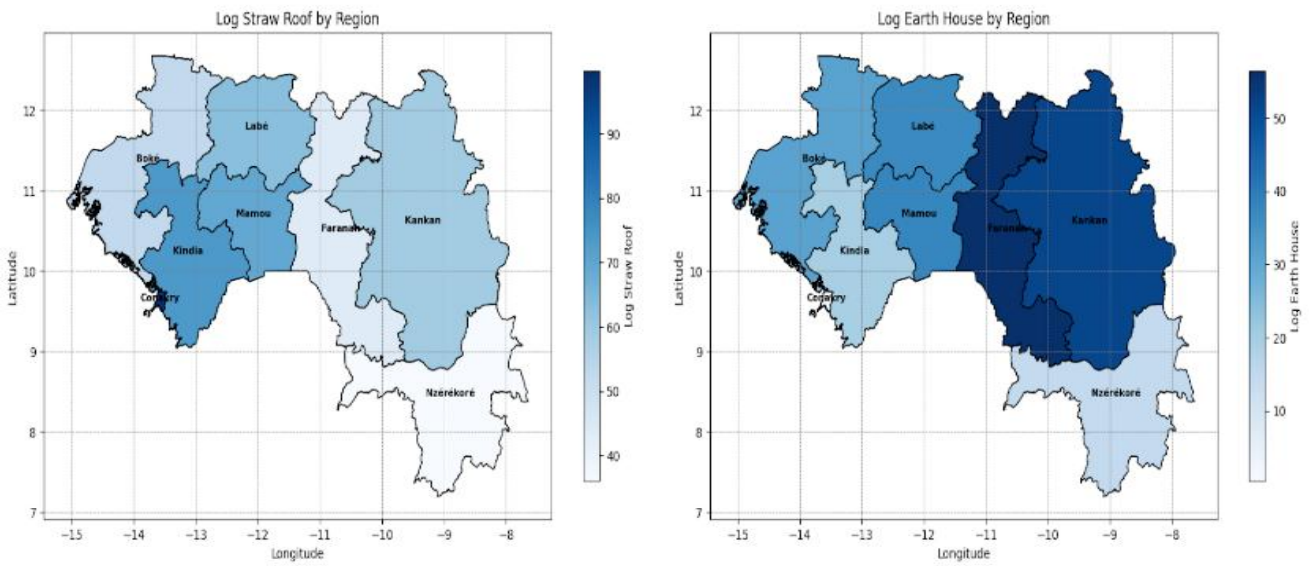 Log Straw Roof by Region
12
11
10
9
8
7
Latitude
−15
−14
−13
−12
−11
−10
−9
−8
Longitude
Boké
Labé
Mamou
Kindia
Conakry
Faranah
Kankan
Nzérékoré
90
80
70
60
50
40
Log Straw Roof
Log Earth House by Region
12
11
10
9
8
7
Latitude
−15
−14
−13
−12
−11
−10
−9
−8
Longitude
Boké
Labé
Mamou
Kindia
Conakry
Faranah
Kankan
Nzérékoré
50
40
30
20
10
Log Earth House